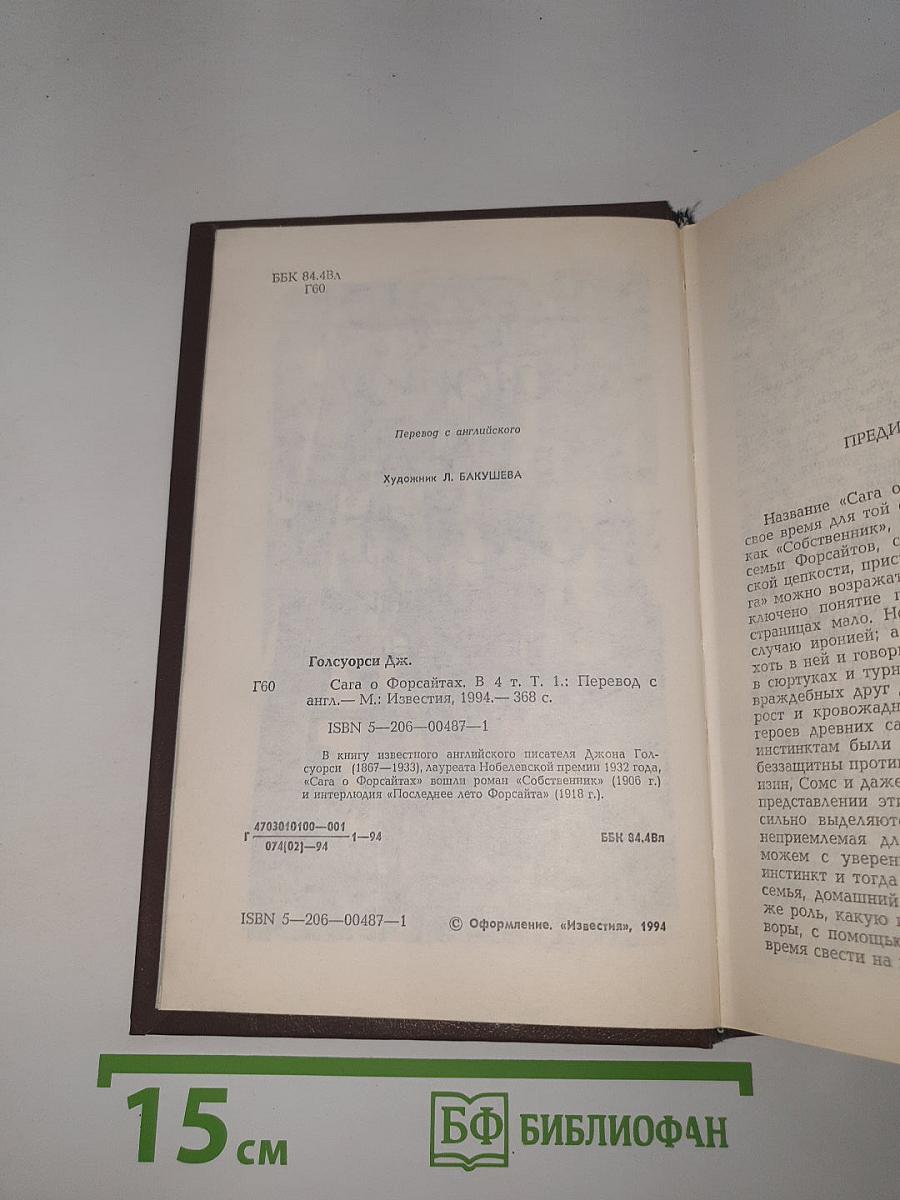 ББК 84.4Вл
Г60
Перевод с английского
Художник Л. БАКУШЕВА
Голсуорси Дж.
Г60 Сага о Форсайтах. В 4 т. Т. 1.: Перевод с
англ.— М.: Известия, 1994.— 368 с.
ISBN 5—206—00487—1
В книгу известного английского писателя Джона Гол-
суорси (1867—1933), лауреата Нобелевской премии 1932 года,
«Сага о Форсайтах» вошли роман «Собственник» (1906 г.)
и интерлюдия «Последнее лето Форсайта» (1918 г.).
Г 4703010100—001
074(02)—94 1—94 ББК 84.4Вл
ISBN 5—206—00487—1 © Оформление. «Известия», 1994
ПРЕДИ
Название «Сага о
свое время для той
как «Собственник»,
семьи Форсайтов, с
ской цепкости, прис
га» можно возражат
ключено понятие г
страницах мало. Не
случаю иронией; а
хоть в ней и говор
в сюртуках и турн
враждебных друг
рост и кровожадн
героев древних са
инстинктам были
беззащитны проти
изин, Сомс и даже
представлении эти
сильно выделяютс
неприемлемая дл
можем с уверен
инстинкт и тогда
семья, домашний
же роль, какую и
воры, с помощью
время свести на
15 см
БФ БИБЛИОФАН